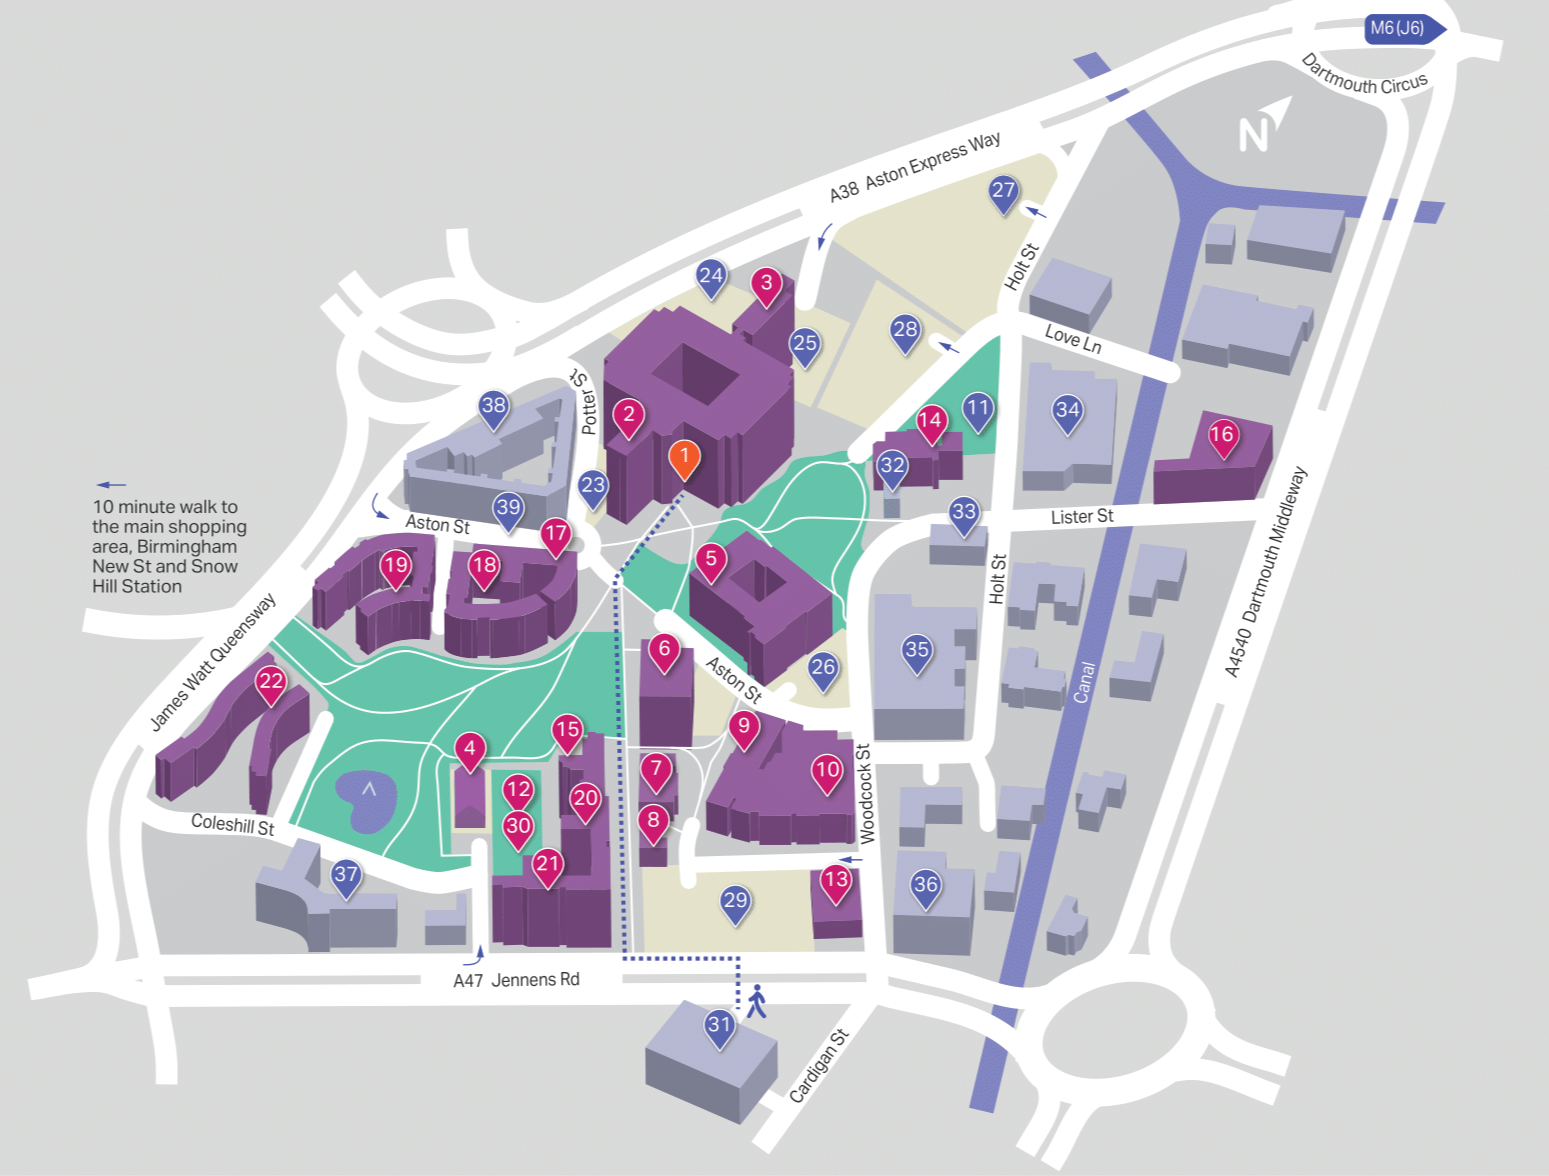 M6(J6)
Dartmouth Circus
N
A38 Aston Express Way
27
Holt St
24
3
25
28
Love Ln
Potter St
38
2
14
11
34
16
1
32
23
10 minute walk to
the main shopping
area, Birmingham
New St and Snow
Hill Station
39
Aston St
17
33
Lister St
19
18
5
Holt St
A4540 Dartmouth Middleway
James Watt Queensway
22
6
Aston St
26
35
Canal
4
15
9
7
10
12
20
Woodcock St
8
30
Coleshill St
21
37
13
36
29
A47 Jennens Rd
31
Cardigan St